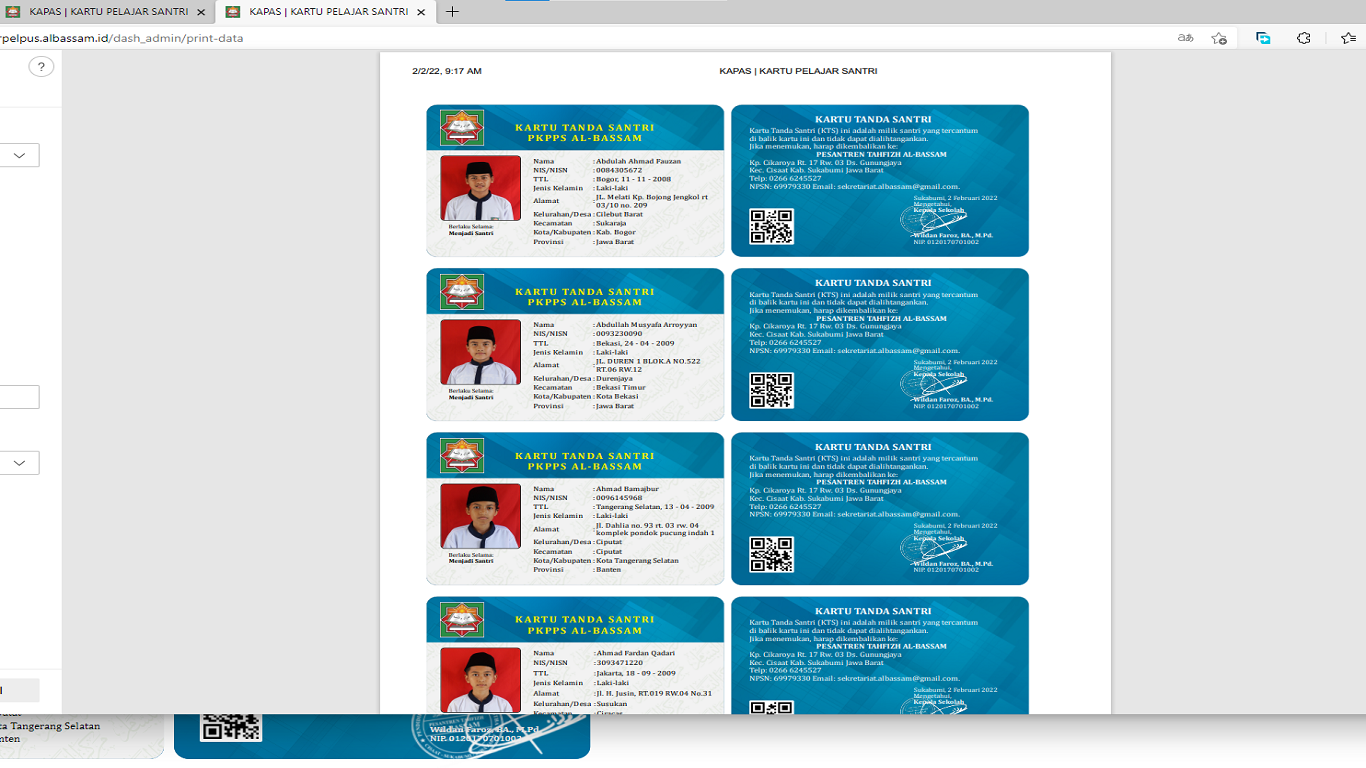 KAPAS | KARTU PELAJAR SANTRI
KAPAS | KARTU PELAJAR SANTRI
rpelpus.albassam.id/dash_admin/print-data
2/2/22, 9:17 AM
KAPAS | KARTU PELAJAR SANTRI
KARTU TANDA SANTRI
PKPPS AL-BASSAM
Nama : Abdulah Ahmad Fauzan
NIS/NISN : 0084305672
TTL : Bogor, 11 - 11 - 2008
Jenis Kelamin : Laki-laki
Alamat : JL. Melati Kp. Bojong Jengkol rt
03/10 no. 209
Kelurahan/Desa : Cilebut Barat
Kecamatan : Sukaraja
Kota/Kabupaten : Kab. Bogor
Provinsi : Jawa Barat
Berlaku Selama:
Menjadi Santri
KARTU TANDA SANTRI
Kartu Tanda Santri (KTS) ini adalah milik santri yang tercantum
di balik kartu ini dan tidak dapat dialihtangankan.
Jika menemukan, harap dikembalikan ke:
PESANTREN TAHFIZH AL-BASSAM
Kp. Cikaroya Rt. 17 Rw. 03 Ds. Gunungjaya
Kec. Cisaat Kab. Sukabumi Jawa Barat
Telp: 0266 6245527
NPSN: 69979330 Email: sekretariat.albassam@gmail.com.
Sukabumi, 2 Februari 2022
Mengetahui,
Kepala Sekolah
Wildan Faroz, BA., M.Pd.
NIP. 0120170701002
KARTU TANDA SANTRI
PKPPS AL-BASSAM
Nama : Abdullah Musyafa Arroyyan
NIS/NISN : 0093230090
TTL : Bekasi, 24 - 04 - 2009
Jenis Kelamin : Laki-laki
Alamat : JL. DUREN 1 BLOK.A NO.522
RT.06 RW.12
Kelurahan/Desa : Durenjaya
Kecamatan : Bekasi Timur
Kota/Kabupaten : Kota Bekasi
Provinsi : Jawa Barat
Berlaku Selama:
Menjadi Santri
KARTU TANDA SANTRI
Kartu Tanda Santri (KTS) ini adalah milik santri yang tercantum
di balik kartu ini dan tidak dapat dialihtangankan.
Jika menemukan, harap dikembalikan ke:
PESANTREN TAHFIZH AL-BASSAM
Kp. Cikaroya Rt. 17 Rw. 03 Ds. Gunungjaya
Kec. Cisaat Kab. Sukabumi Jawa Barat
Telp: 0266 6245527
NPSN: 69979330 Email: sekretariat.albassam@gmail.com.
Sukabumi, 2 Februari 2022
Mengetahui,
Kepala Sekolah
Wildan Faroz, BA., M.Pd.
NIP. 0120170701002
KARTU TANDA SANTRI
PKPPS AL-BASSAM
Nama : Ahmad Bamajbur
NIS/NISN : 0096145968
TTL : Tangerang Selatan, 13 - 04 - 2009
Jenis Kelamin : Laki-laki
Alamat : Jl. Dahlia no. 93 rt. 03 rw. 04
komplek pondok pucung indah 1
Kelurahan/Desa : Ciputat
Kecamatan : Ciputat
Kota/Kabupaten : Kota Tangerang Selatan
Provinsi : Banten
Berlaku Selama:
Menjadi Santri
KARTU TANDA SANTRI
Kartu Tanda Santri (KTS) ini adalah milik santri yang tercantum
di balik kartu ini dan tidak dapat dialihtangankan.
Jika menemukan, harap dikembalikan ke:
PESANTREN TAHFIZH AL-BASSAM
Kp. Cikaroya Rt. 17 Rw. 03 Ds. Gunungjaya
Kec. Cisaat Kab. Sukabumi Jawa Barat
Telp: 0266 6245527
NPSN: 69979330 Email: sekretariat.albassam@gmail.com.
Sukabumi, 2 Februari 2022
Mengetahui,
Kepala Sekolah
Wildan Faroz, BA., M.Pd.
NIP. 0120170701002
KARTU TANDA SANTRI
PKPPS AL-BASSAM
Nama : Ahmad Fardan Qadari
NIS/NISN : 3093471220
TTL : Jakarta, 18 - 09 - 2009
Jenis Kelamin : Laki-laki
Alamat : Jl. H. Jusin, RT.019 RW.04 No.31
Kelurahan/Desa : Susukan
Kecamatan : Ciracas
KARTU TANDA SANTRI
Kartu Tanda Santri (KTS) ini adalah milik santri yang tercantum
di balik kartu ini dan tidak dapat dialihtangankan.
Jika menemukan, harap dikembalikan ke:
PESANTREN TAHFIZH AL-BASSAM
Kp. Cikaroya Rt. 17 Rw. 03 Ds. Gunungjaya
Kec. Cisaat Kab. Sukabumi Jawa Barat
Telp: 0266 6245527
NPSN: 69979330 Email: sekretariat.albassam@gmail.com.
Sukabumi, 2 Februari 2022
Mengetahui,
Kepala Sekolah
ta Tangerang Selatan
nten
Wildan Faroz, BA., M.Pd
NIP. 0120170701002